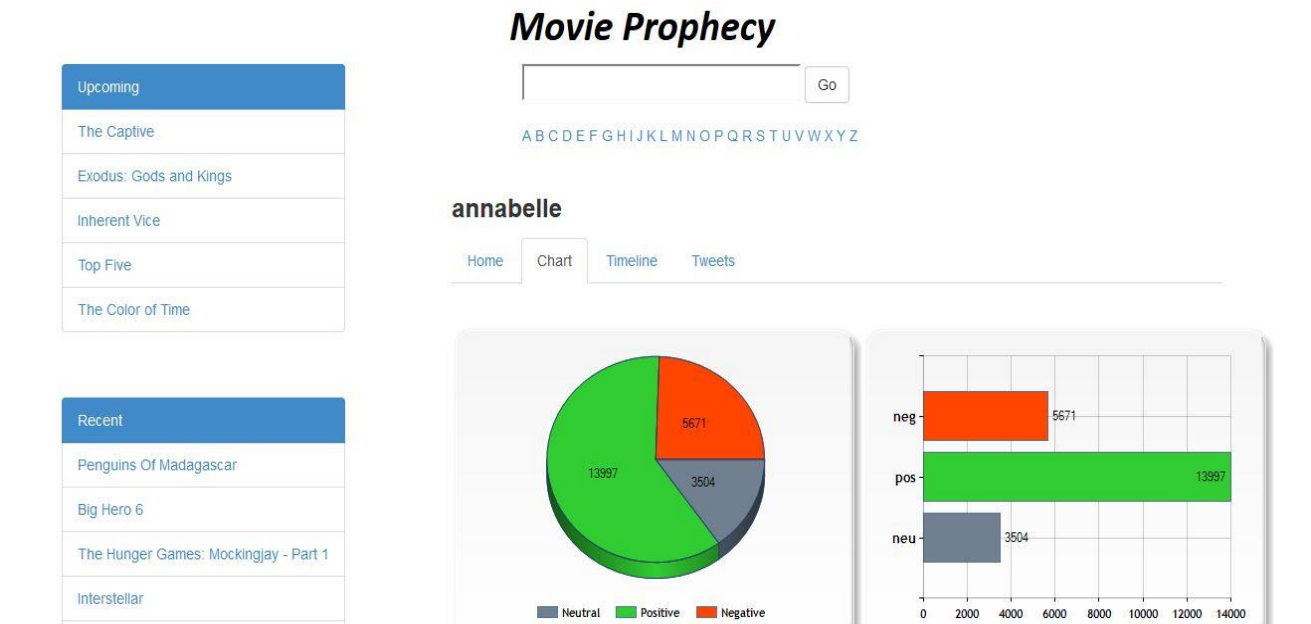 Movie Prophecy
Go
A B C D E F G H I J K L M N O P Q R S T U V W X Y Z
Upcoming
The Captive
Exodus: Gods and Kings
Inherent Vice
Top Five
The Color of Time
Recent
Penguins Of Madagascar
Big Hero 6
The Hunger Games: Mockingjay - Part 1
Interstellar
annabelle
Home Chart Timeline Tweets
5671
13997
3504
Neutral Positive Negative
neg 5671
pos 13997
neu 3504
0 2000 4000 6000 8000 10000 12000 14000